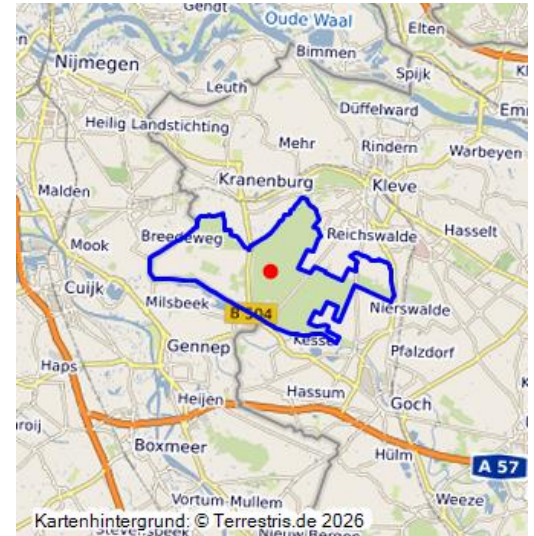 Gendt
Oude Waal
Elten
Nijmegen
Bimmen
Spijk
Leuth
Düffelward
Heilig Landstichting
Mehr
Rindern
Warbeyen
Kranenburg
Kleve
Malden
Breedeweg
Reichswalde
Hasselt
Mook
Cuijk
Milsbeek
B 504
Nierswalde
Kessel
Gennep
Pfalzdorf
Haps
Hassum
Heijen
Goch
Boxmeer
Hülm
A 57
Vortum-Mullem
Weeze
Kartenhintergrund: © Terrestris.de 2026